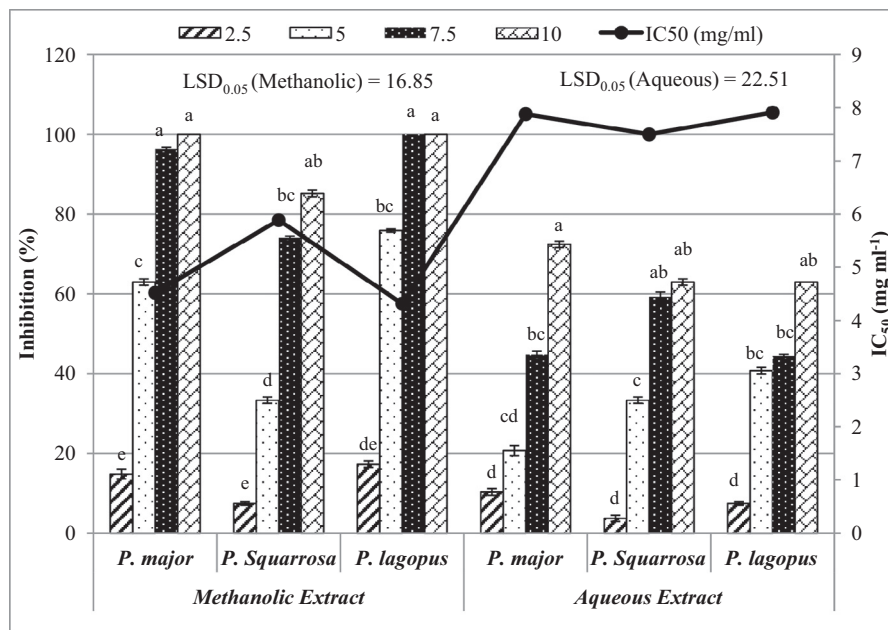 2.5 5 7.5 10 IC50 (mg/ml)
120 9
LSD0.05 (Methanolic) = 16.85 LSD0.05 (Aqueous) = 22.51
8
a a a a
100
7
ab
bc
80 6
bc a
c 5
ab ab ab
60
4
d bc bc
40 c bc 3
cd
2
20 e de
e d d d 1
0 0
Inhibition (%)
IC50 (mg ml-1)
P. major P. Squarrosa P. lagopus P. major P. Squarrosa P. lagopus
Methanolic Extract Aqueous Extract